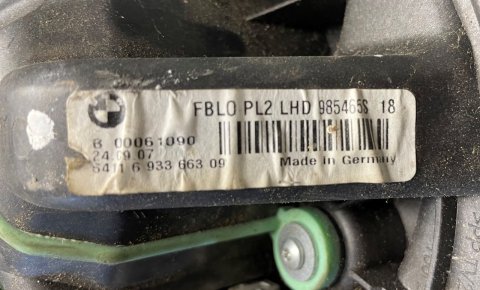 FBLO PL2 LHD 985465S 18
B 00061090
24.09.07
6411 6 933 663 09
Made in Germany